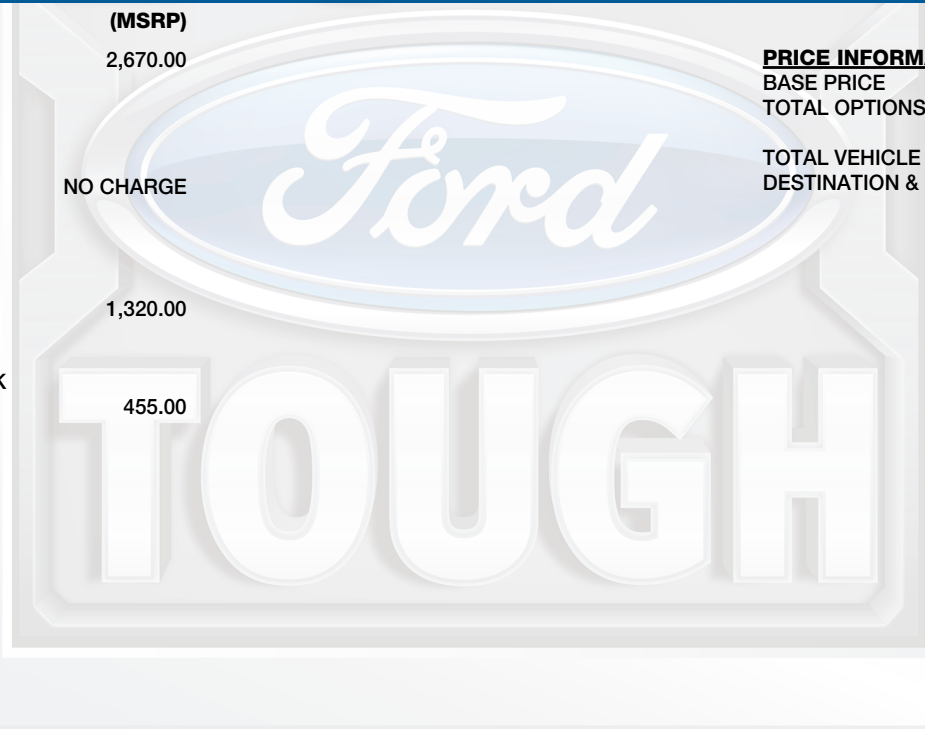 (MSRP)
2,670.00
NO CHARGE
1,320.00
K
455.00
PRICE INFORMA
BASE PRICE
TOTAL OPTIONS
TOTAL VEHICLE
DESTINATION &
Ford
TOUGH